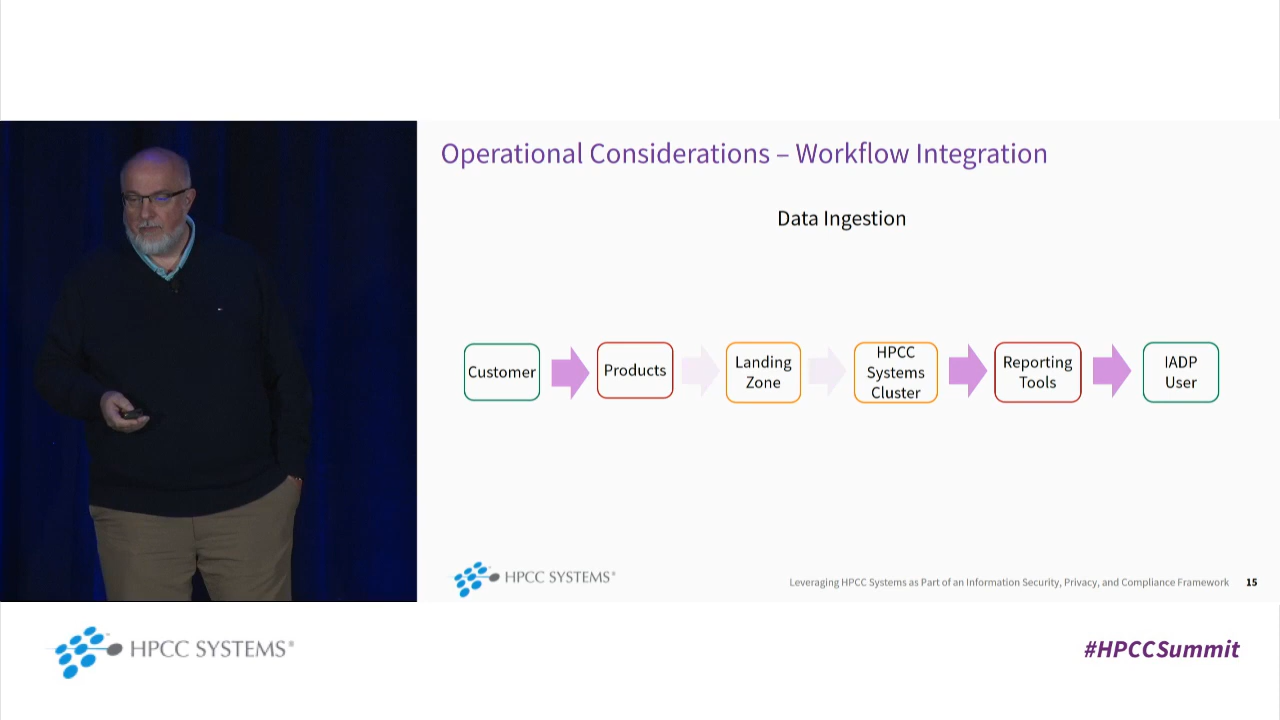 Operational Considerations – Workflow Integration
Data Ingestion
Customer
Products
Landing
Zone
HPCC
Systems
Cluster
Reporting
Tools
IADP
User
HPCC SYSTEMS®
Leveraging HPCC Systems as Part of an Information Security, Privacy, and Compliance Framework 15
HPCC SYSTEMS®
#HPCCSummit